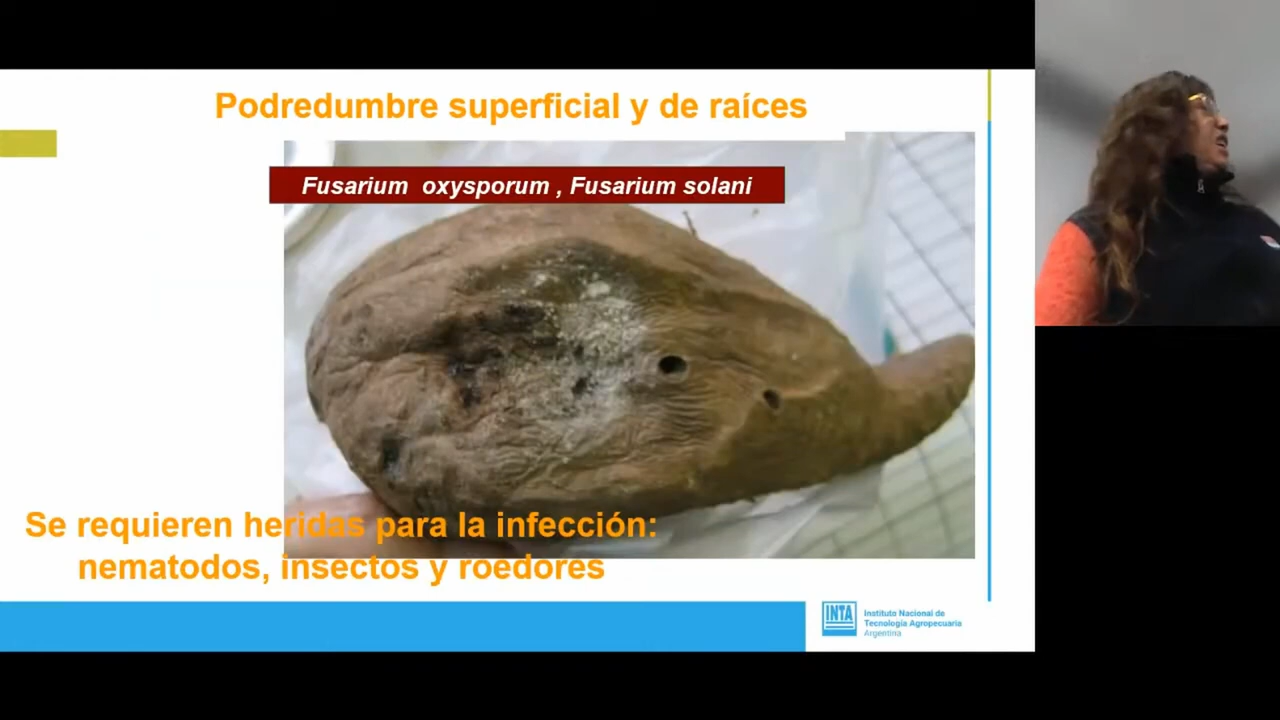 Podredumbre superficial y de raíces
Fusarium oxysporum , Fusarium solani
Se requieren heridas para la infección:
nematodos, insectos y roedores
INTA
Instituto Nacional de
Tecnología Agropecuaria
Argentina